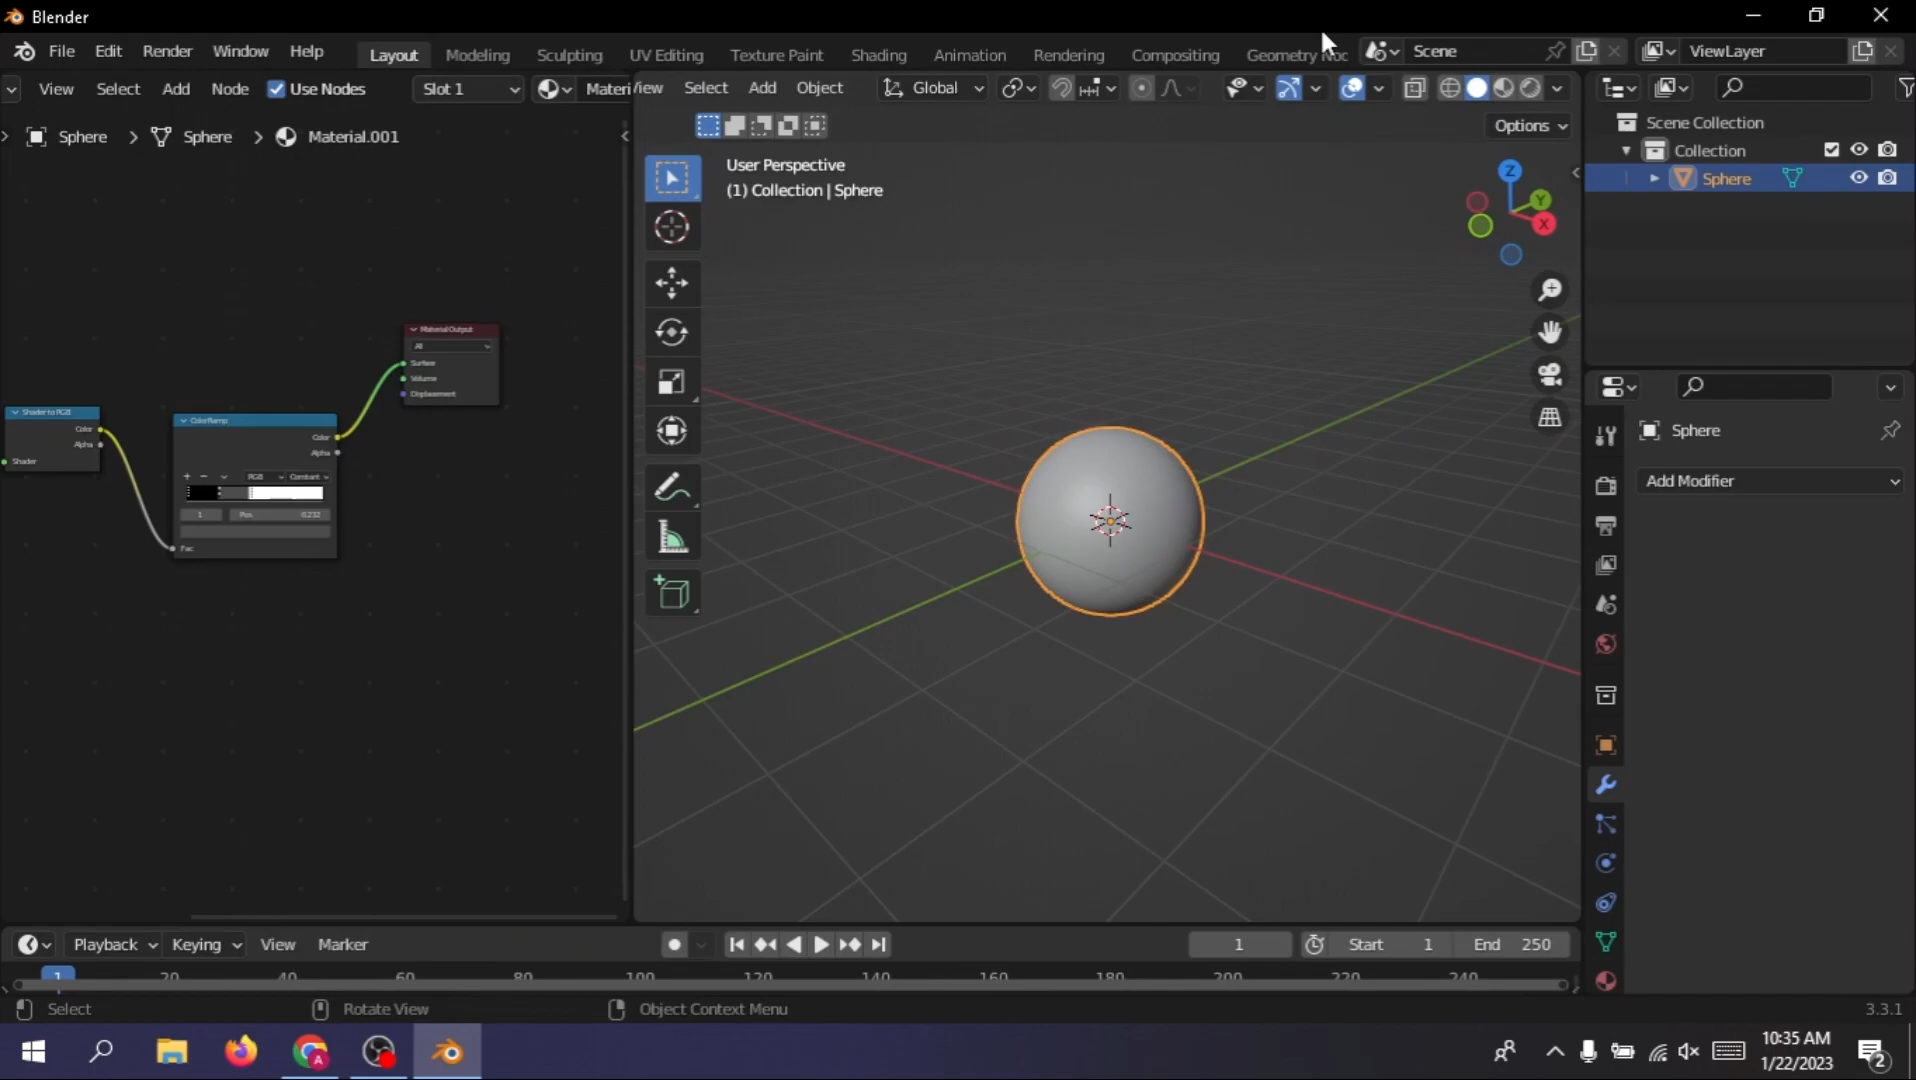 Blender
File Edit Render Window Help Layout Modeling Sculpting UV Editing Texture Paint Shading Animation Rendering Compositing Geometry Noc Scene ViewLayer
View Select Add Node Use Nodes Slot 1 Materi
View Select Add Object Global
Options
Sphere > Sphere > Material.001
User Perspective
(1) Collection | Sphere
Z
Y
X
Scene Collection
Collection
Sphere
Sphere
Add Modifier
Material Output
All
Surface
Volume
Displacement
Shader to RGB
Color
Alpha
Shader
ColorRamp
Color
Alpha
+ − RGB Constant
1 Pos 0.232
Fac
Playback Keying View Marker 1 Start 1 End 250
1 20 40 60 80 100 120 140 160 180 200 220 240
Select Rotate View Object Context Menu 3.3.1
10:35 AM
1/22/2023
A
2